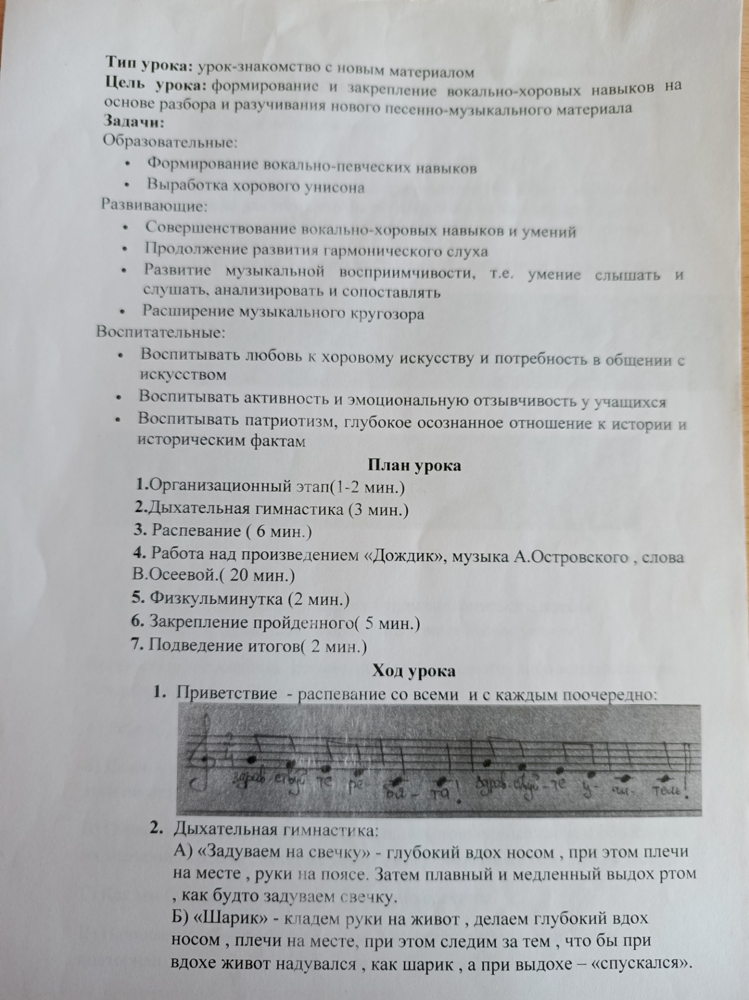 Тип урока: урок-знакомство с новым материалом
Цель урока: формирование и закрепление вокально-хоровых навыков на
основе разбора и разучивания нового песенно-музыкального материала
Задачи:
Образовательные:
• Формирование вокально-певческих навыков
• Выработка хорового унисона
Развивающие:
• Совершенствование вокально-хоровых навыков и умений
• Продолжение развития гармонического слуха
• Развитие музыкальной восприимчивости, т.е. умение слышать и
слушать, анализировать и сопоставлять
• Расширение музыкального кругозора
Воспитательные:
• Воспитывать любовь к хоровому искусству и потребность в общении с
искусством
• Воспитывать активность и эмоциональную отзывчивость у учащихся
• Воспитывать патриотизм, глубокое осознанное отношение к истории и
историческим фактам
План урока
1.Организационный этап(1-2 мин.)
2.Дыхательная гимнастика (3 мин.)
3. Распевание ( 6 мин.)
4. Работа над произведением «Дождик», музыка А.Островского , слова
В.Осеевой.( 20 мин.)
5. Физкульминутка (2 мин.)
6. Закрепление пройденного( 5 мин.)
7. Подведение итогов( 2 мин.)
Ход урока
1. Приветствие - распевание со всеми и с каждым поочередно:
2
4
здрав-ствуй те ре- бя - та! здрав-ствуй-те у- чи- тель!
2. Дыхательная гимнастика:
А) «Задуваем на свечку» - глубокий вдох носом , при этом плечи
на месте , руки на поясе. Затем плавный и медленный выдох ртом
, как будто задуваем свечку.
Б) «Шарик» - кладем руки на живот , делаем глубокий вдох
носом , плечи на месте, при этом следим за тем , что бы при
вдохе живот надувался , как шарик , а при выдохе – «спускался».